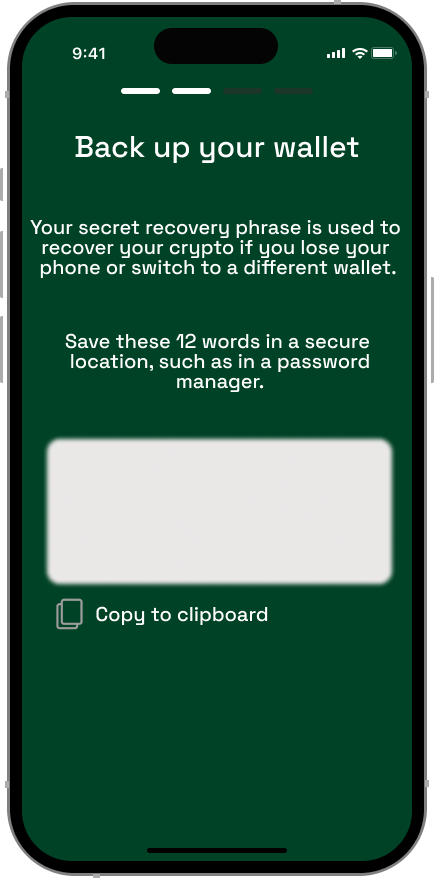 9:41
Back up your wallet
Your secret recovery phrase is used to
recover your crypto if you lose your
phone or switch to a different wallet.
Save these 12 words in a secure
location, such as in a password
manager.
Copy to clipboard